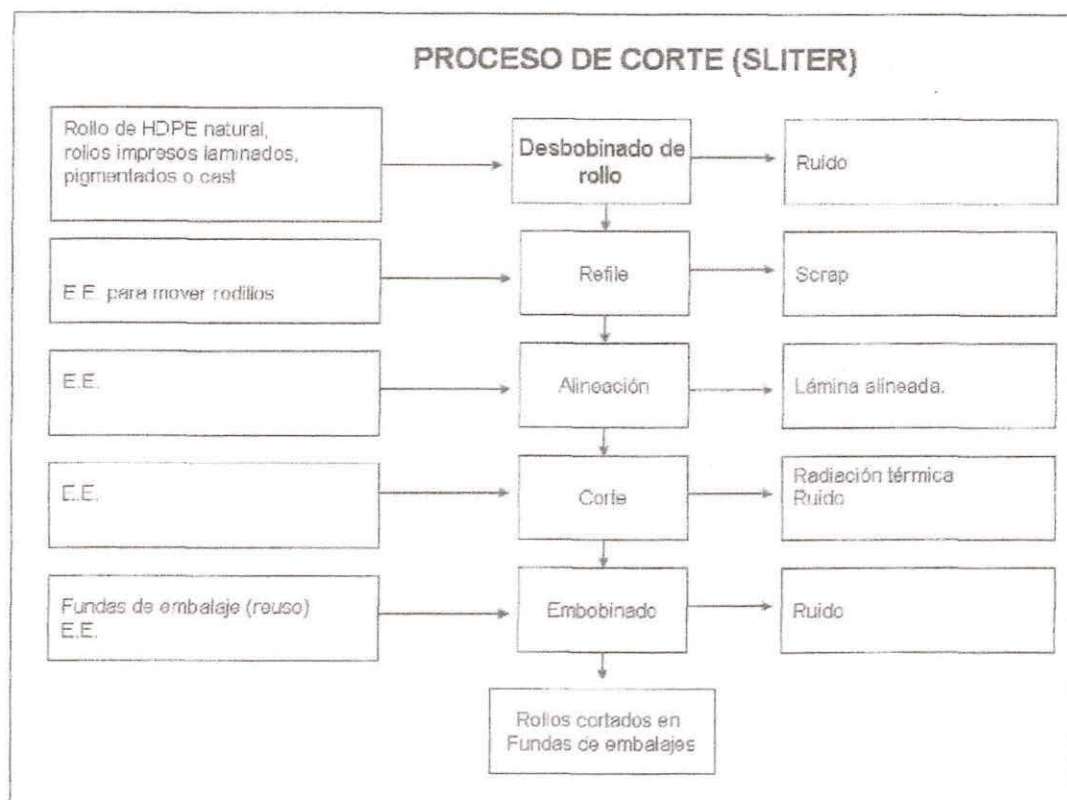 PROCESO DE CORTE (SLITER)
Rollo de HDPE natural,
rollos impresos laminados,
pigmentados o cast
Desbobinado de
rollo
Ruido
E.E. para mover rodillos
Refile
Scrap
E.E.
Alineación
Lámina alineada.
E.E.
Corte
Radiación térmica
Ruido
Fundas de embalaje (reuso)
E.E.
Embobinado
Ruido
Rollos cortados en
Fundas de embalajes